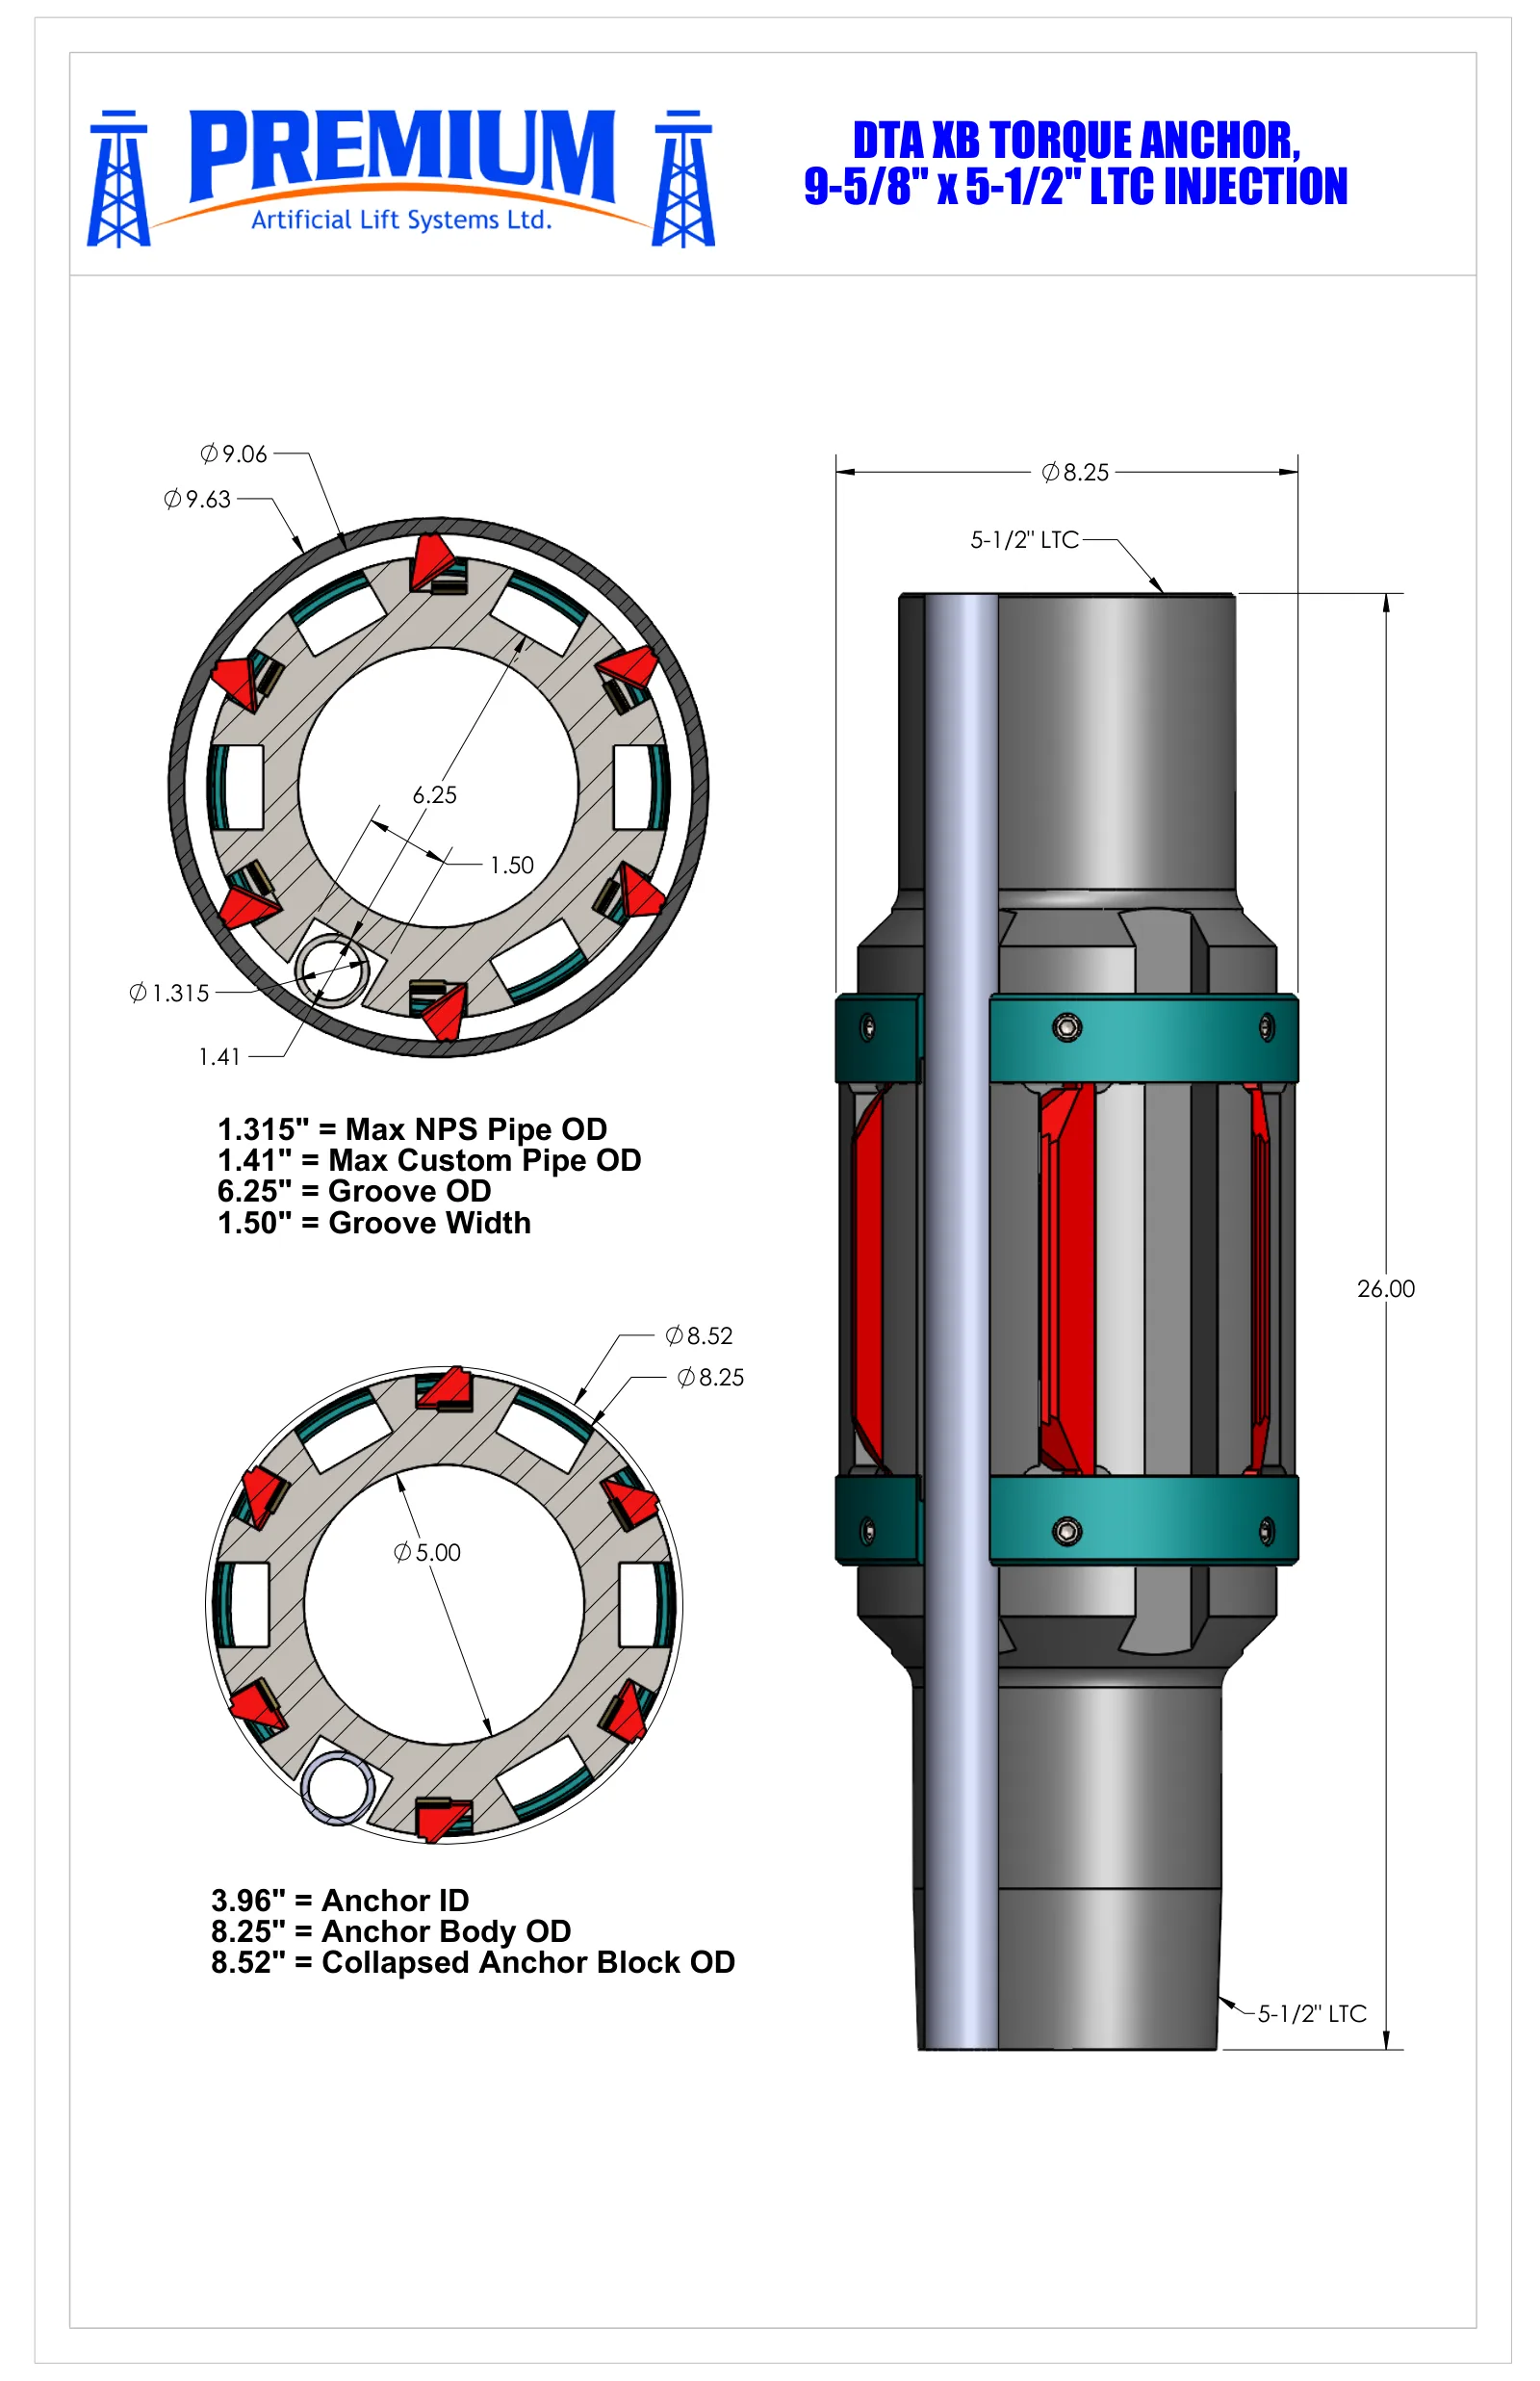 PREMIUM
Artificial Lift Systems Ltd.
DTA XB TORQUE ANCHOR,
9-5/8" x 5-1/2" LTC INJECTION
∅9.06
∅9.63
6.25
1.50
∅1.315
1.41
1.315" = Max NPS Pipe OD
1.41" = Max Custom Pipe OD
6.25" = Groove OD
1.50" = Groove Width
∅8.52
∅8.25
∅5.00
3.96" = Anchor ID
8.25" = Anchor Body OD
8.52" = Collapsed Anchor Block OD
∅8.25
5-1/2" LTC
26.00
5-1/2" LTC